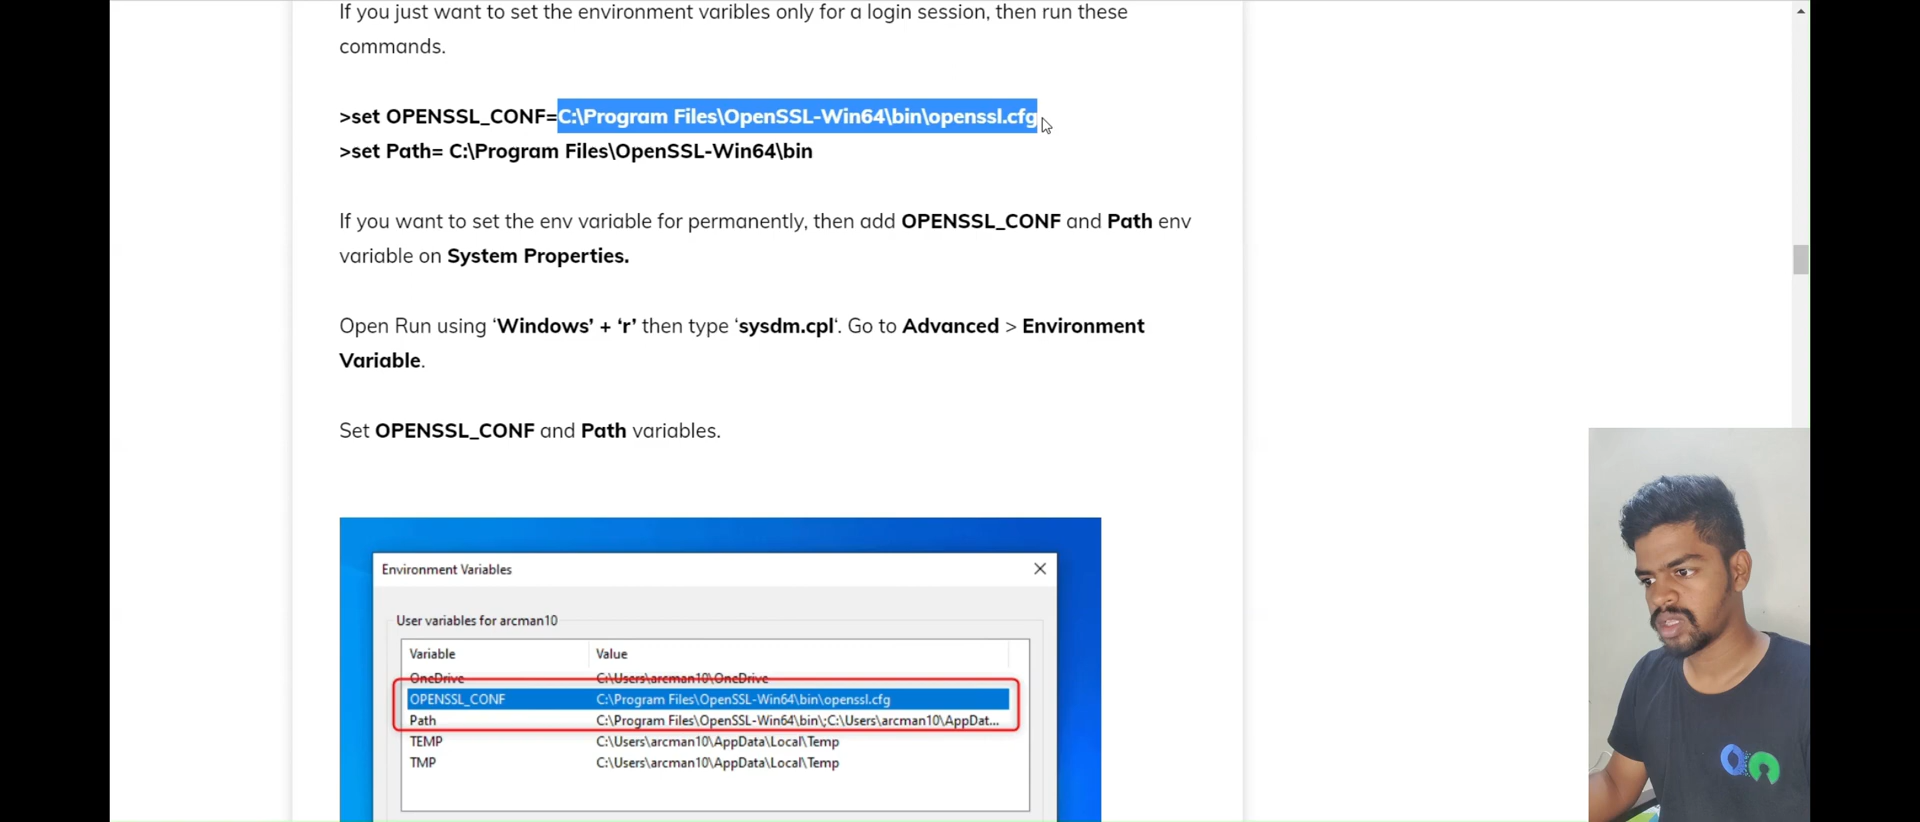 If you just want to set the environment varibles only for a login session, then run these
commands.
>set OPENSSL_CONF=C:\Program Files\OpenSSL-Win64\bin\openssl.cfg
>set Path= C:\Program Files\OpenSSL-Win64\bin
If you want to set the env variable for permanently, then add OPENSSL_CONF and Path env
variable on System Properties.
Open Run using ‘Windows’ + ‘r’ then type ‘sysdm.cpl‘. Go to Advanced > Environment
Variable.
Set OPENSSL_CONF and Path variables.
Environment Variables
User variables for arcman10
Variable Value
OneDrive C:\Users\arcman10\OneDrive
OPENSSL_CONF C:\Program Files\OpenSSL-Win64\bin\openssl.cfg
Path C:\Program Files\OpenSSL-Win64\bin\;C:\Users\arcman10\AppDat...
TEMP C:\Users\arcman10\AppData\Local\Temp
TMP C:\Users\arcman10\AppData\Local\Temp